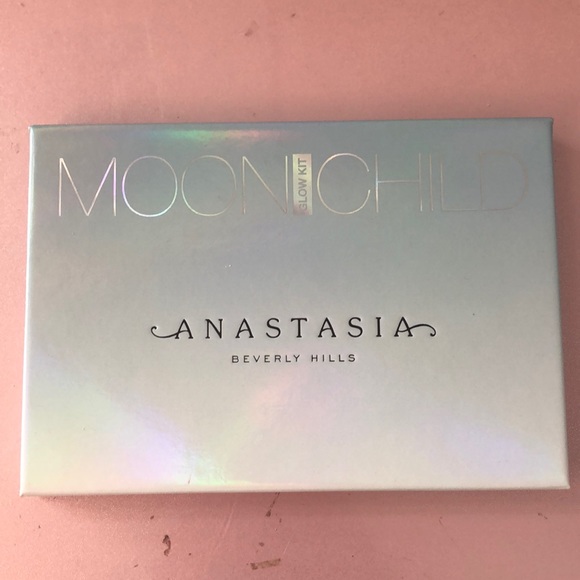 MOON GLOW KIT CHILD
ANASTASIA
BEVERLY HILLS